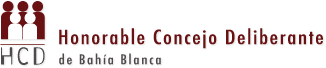 HCD
Honorable Concejo Deliberante
de Bahía Blanca